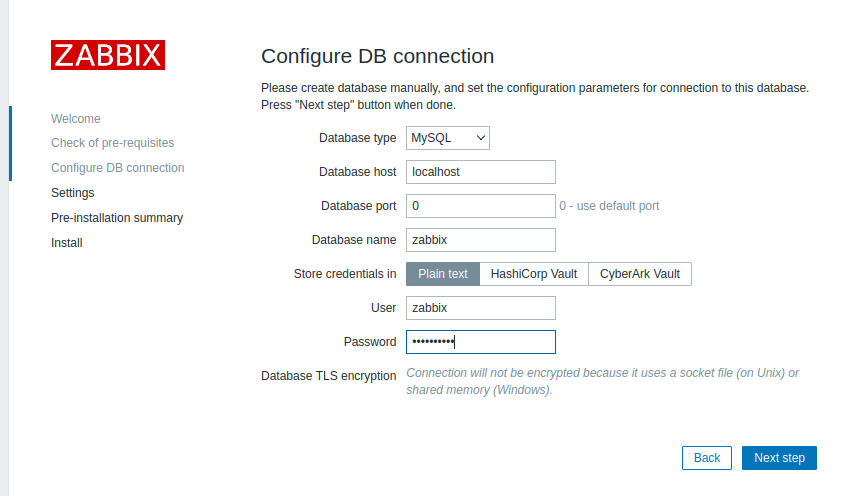 ZABBIX
Welcome
Check of pre-requisites
Configure DB connection
Settings
Pre-installation summary
Install
Configure DB connection
Please create database manually, and set the configuration parameters for connection to this database.
Press "Next step" button when done.
Database type MySQL
Database host localhost
Database port 0 0 - use default port
Database name zabbix
Store credentials in Plain text HashiCorp Vault CyberArk Vault
User zabbix
Password ••••••••••
Database TLS encryption Connection will not be encrypted because it uses a socket file (on Unix) or
shared memory (Windows).
Back Next step